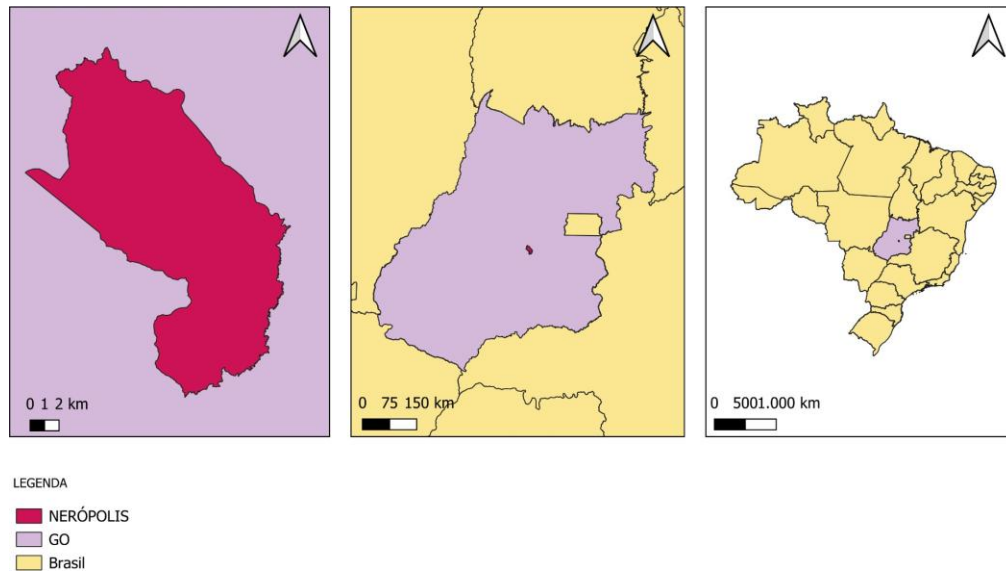 0 1 2 km
0 75 150 km
0 5001.000 km
LEGENDA
NERÓPOLIS
GO
Brasil